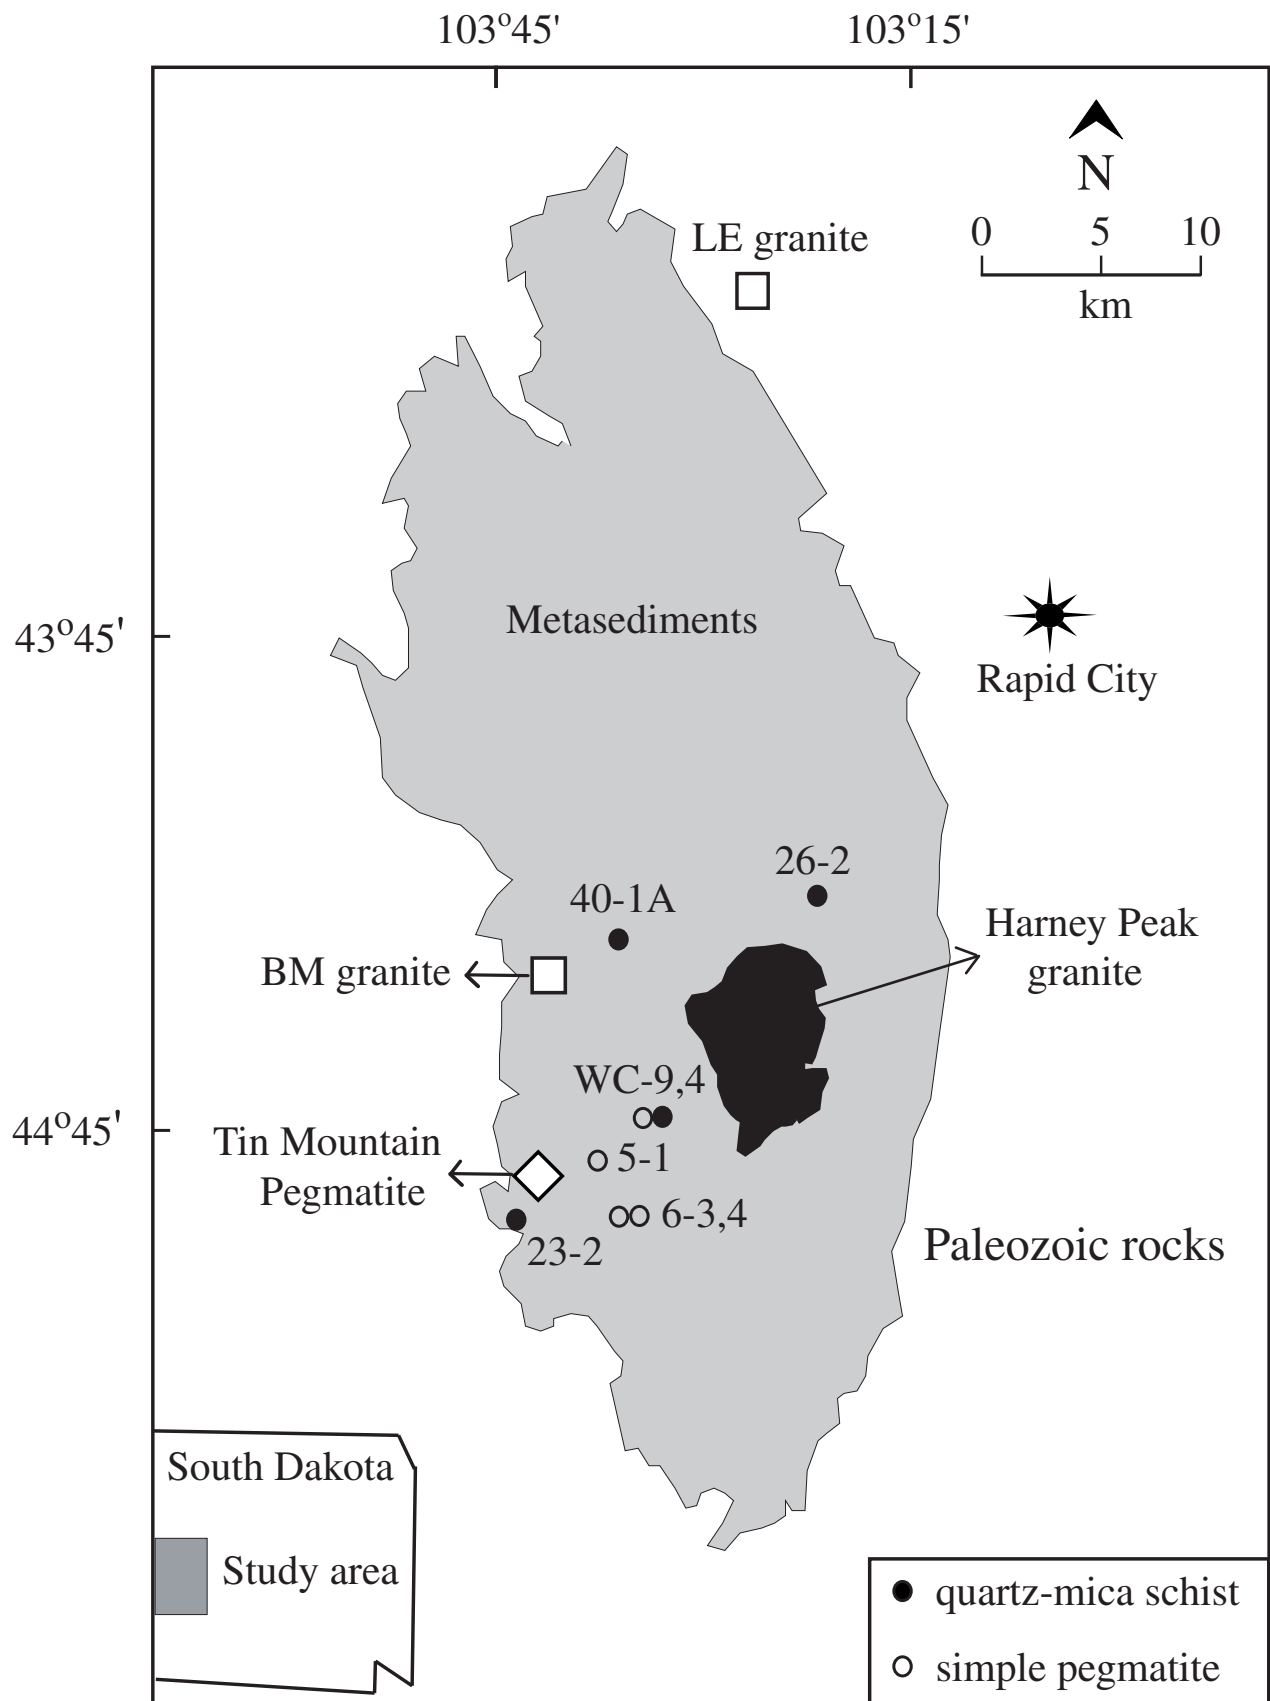 103°45' 103°15'
N
LE granite
0 5 10
km
Metasediments
43°45'
Rapid City
26-2
40-1A
Harney Peak
granite
BM granite
WC-9,4
44°45'
Tin Mountain
Pegmatite
5-1
6-3,4
23-2
Paleozoic rocks
South Dakota
Study area
quartz-mica schist
simple pegmatite